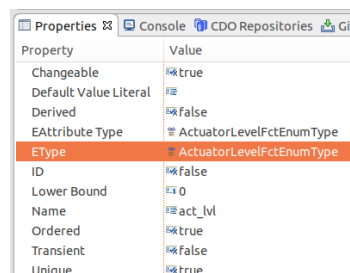 Properties Console CDO Repositories Gi
Property Value
Changeable true
Default Value Literal
Derived false
EAttribute Type ActuatorLevelFctEnumType
EType ActuatorLevelFctEnumType
ID false
Lower Bound 0
Name act_lvl
Ordered true
Transient false
Unique true